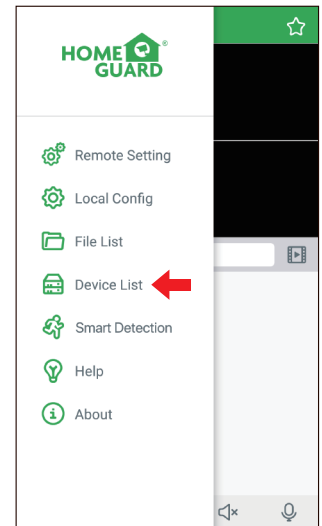 HOME
GUARD®
Remote Setting
Local Config
File List
Device List
Smart Detection
Help
About